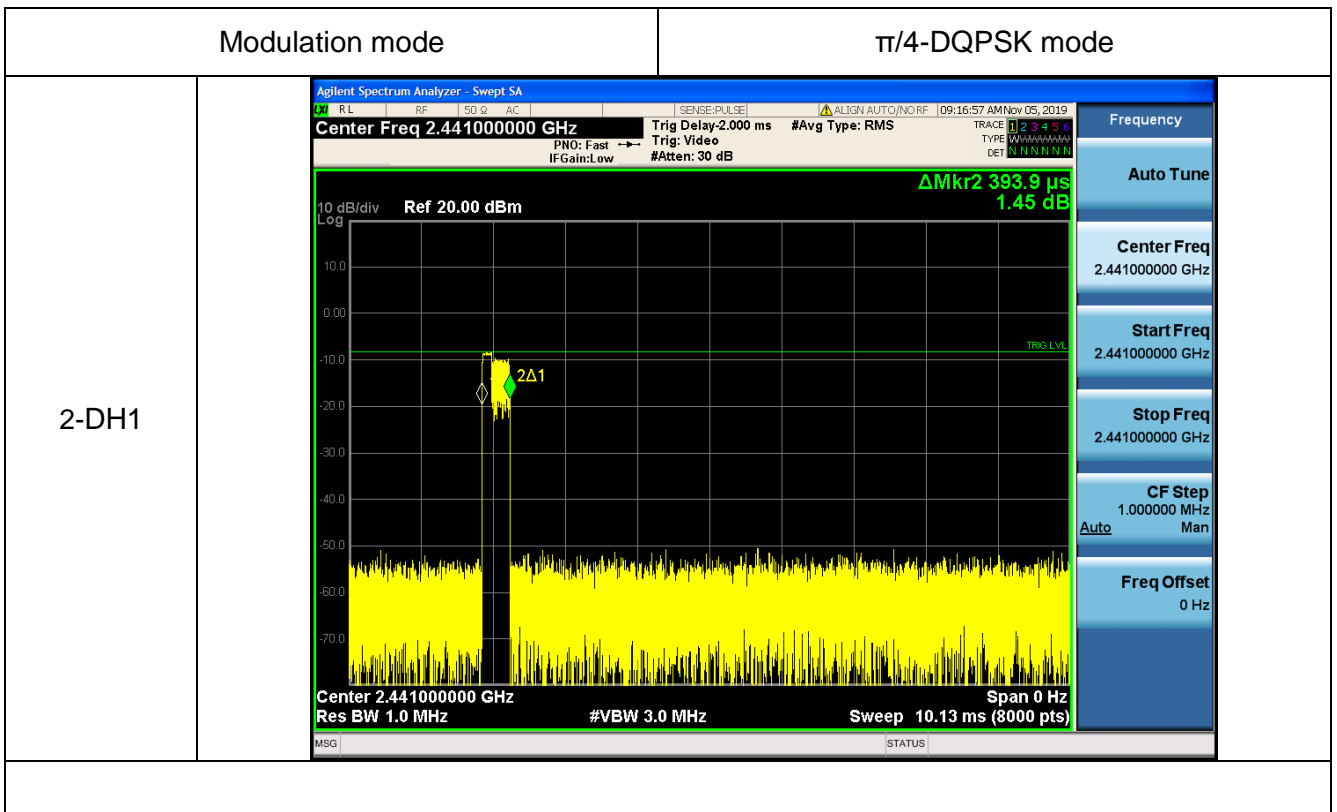 Modulation mode π/4-DQPSK mode
2-DH1
Agilent Spectrum Analyzer - Swept SA
LXI RL RF 50 Ω AC SENSE:PULSE ALIGN AUTO/NO RF 09:16:57 AM Nov 05, 2019
Center Freq 2.441000000 GHz Trig Delay-2.000 ms #Avg Type: RMS TRACE 1 2 3 4 5 6
PNO: Fast Trig: Video TYPE WWWWWW
IFGain:Low #Atten: 30 dB DET N N N N N N
ΔMkr2 393.9 µs
10 dB/div Ref 20.00 dBm 1.45 dB
Log
10.0
0.00
TRIG LVL
-10.0
2Δ1
-20.0
-30.0
-40.0
-50.0
-60.0
-70.0
Center 2.441000000 GHz Span 0 Hz
Res BW 1.0 MHz #VBW 3.0 MHz Sweep 10.13 ms (8000 pts)
MSG STATUS
Frequency
Auto Tune
Center Freq
2.441000000 GHz
Start Freq
2.441000000 GHz
Stop Freq
2.441000000 GHz
CF Step
1.000000 MHz
Auto Man
Freq Offset
0 Hz